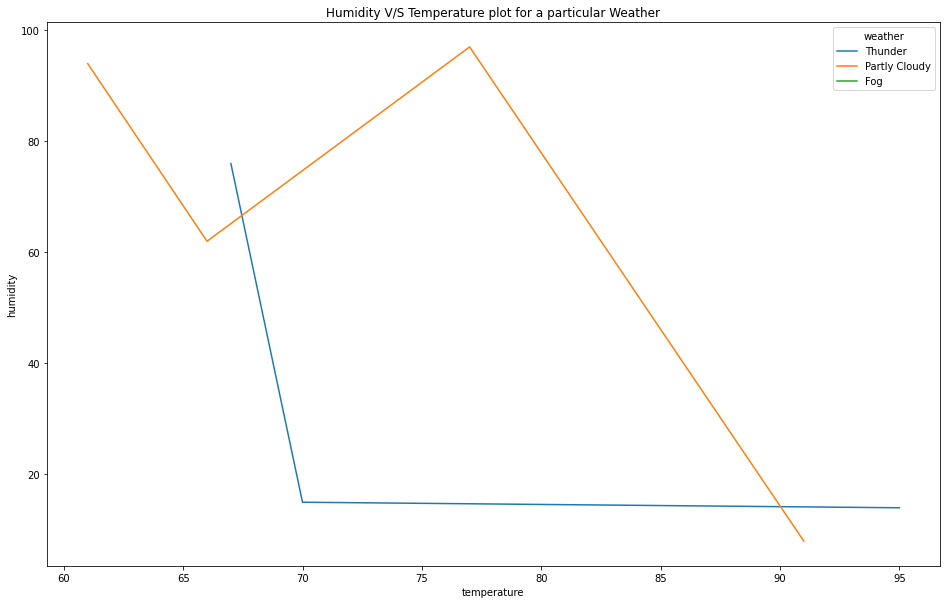 Humidity V/S Temperature plot for a particular Weather
weather
Thunder
Partly Cloudy
Fog
100
80
60
40
20
humidity
60 65 70 75 80 85 90 95
temperature